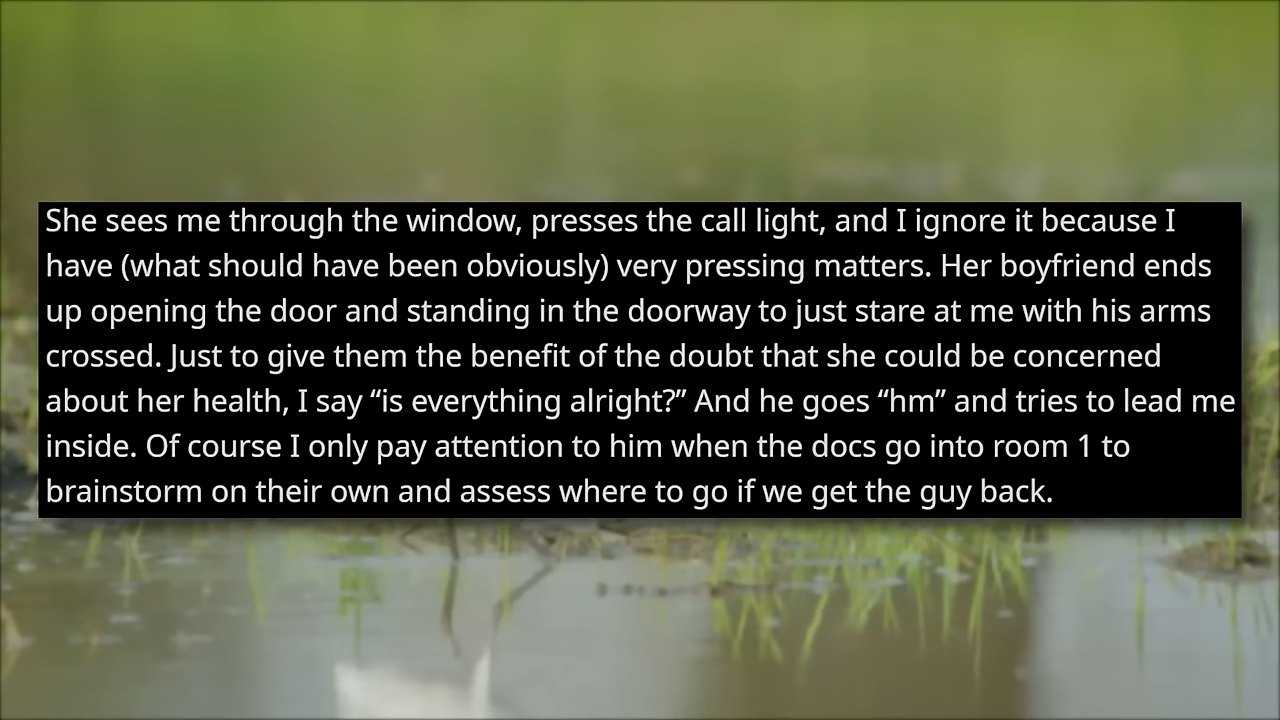 She sees me through the window, presses the call light, and I ignore it because I
have (what should have been obviously) very pressing matters. Her boyfriend ends
up opening the door and standing in the doorway to just stare at me with his arms
crossed. Just to give them the benefit of the doubt that she could be concerned
about her health, I say “is everything alright?” And he goes “hm” and tries to lead me
inside. Of course I only pay attention to him when the docs go into room 1 to
brainstorm on their own and assess where to go if we get the guy back.